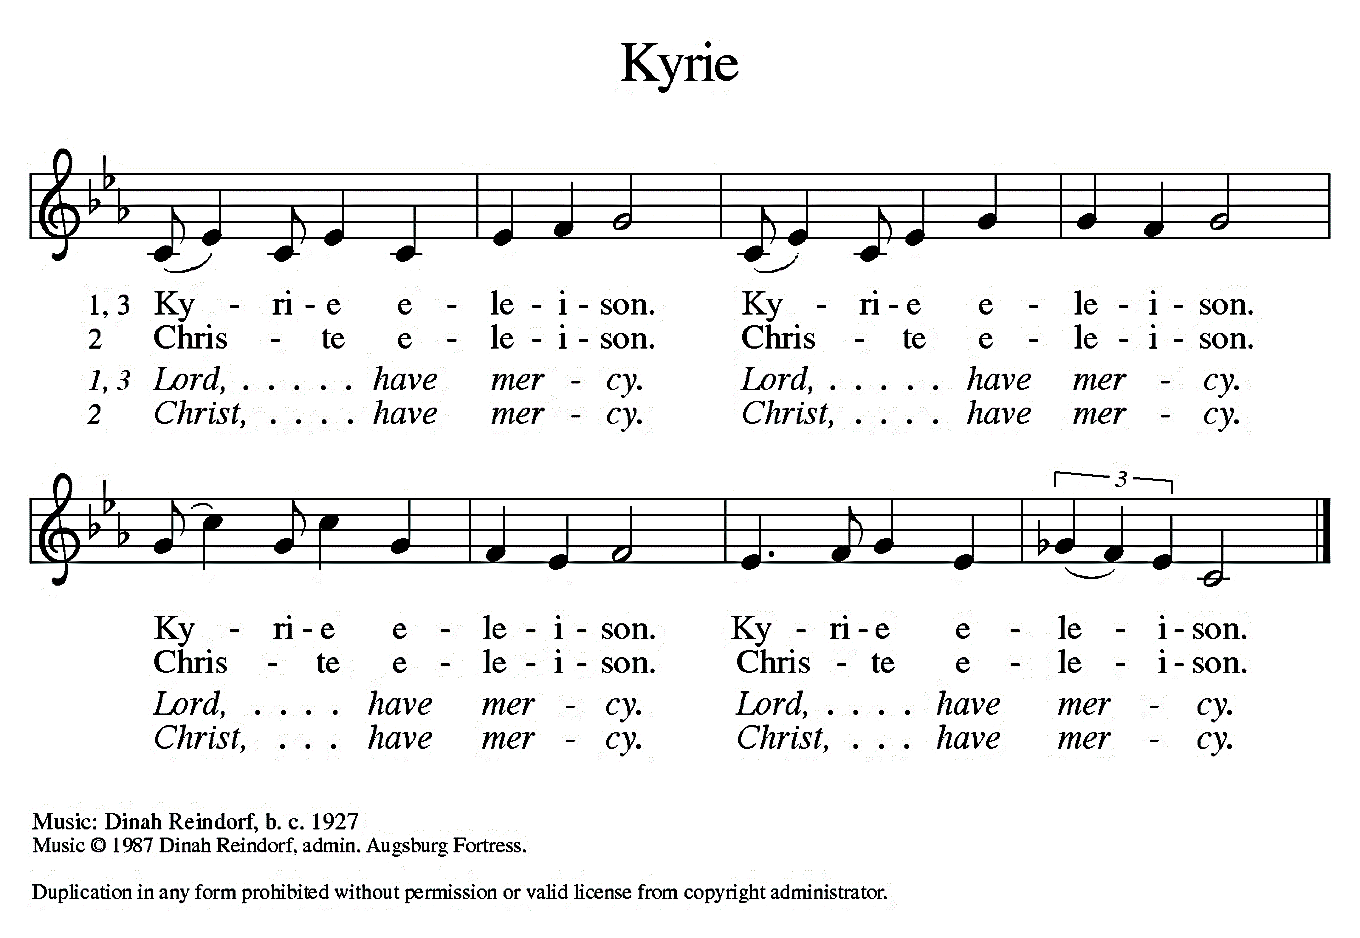 Kyrie
1, 3 Ky - ri - e e - le - i - son. Ky - ri - e e - le - i - son.
2 Chris - te e - le - i - son. Chris - te e - le - i - son.
1, 3 Lord, . . . . . have mer - cy. Lord, . . . . . have mer - cy.
2 Christ, . . . . have mer - cy. Christ, . . . . have mer - cy.
3
Ky - ri - e e - le - i - son. Ky - ri - e e - le - i - son.
Chris - te e - le - i - son. Chris - te e - le - i - son.
Lord, . . . . have mer - cy. Lord, . . . . have mer - cy.
Christ, . . . have mer - cy. Christ, . . . have mer - cy.
Music: Dinah Reindorf, b. c. 1927
Music © 1987 Dinah Reindorf, admin. Augsburg Fortress.
Duplication in any form prohibited without permission or valid license from copyright administrator.